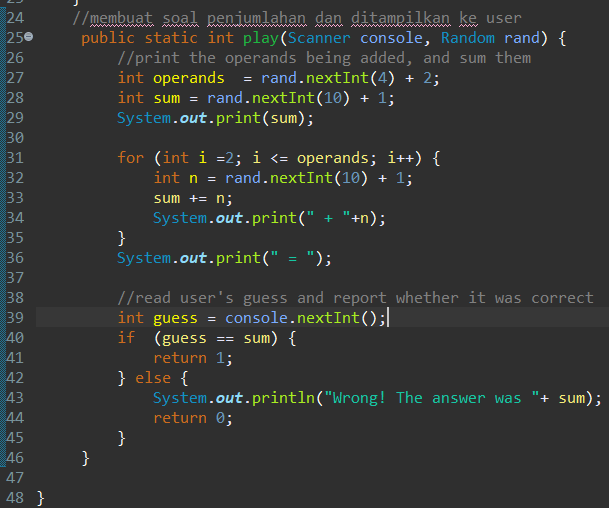 24 //membuat soal penjumlahan dan ditampilkan ke user
25 public static int play(Scanner console, Random rand) {
26 //print the operands being added, and sum them
27 int operands  = rand.nextInt(4) + 2;
28 int sum = rand.nextInt(10) + 1;
29 System.out.print(sum);
30
31 for (int i =2; i <= operands; i++) {
32 int n = rand.nextInt(10) + 1;
33 sum += n;
34 System.out.print(" + "+n);
35 }
36 System.out.print(" = ");
37
38 //read user's guess and report whether it was correct
39 int guess = console.nextInt();
40 if  (guess == sum) {
41 return 1;
42 } else {
43 System.out.println("Wrong! The answer was "+ sum);
44 return 0;
45 }
46 }
47
48 }